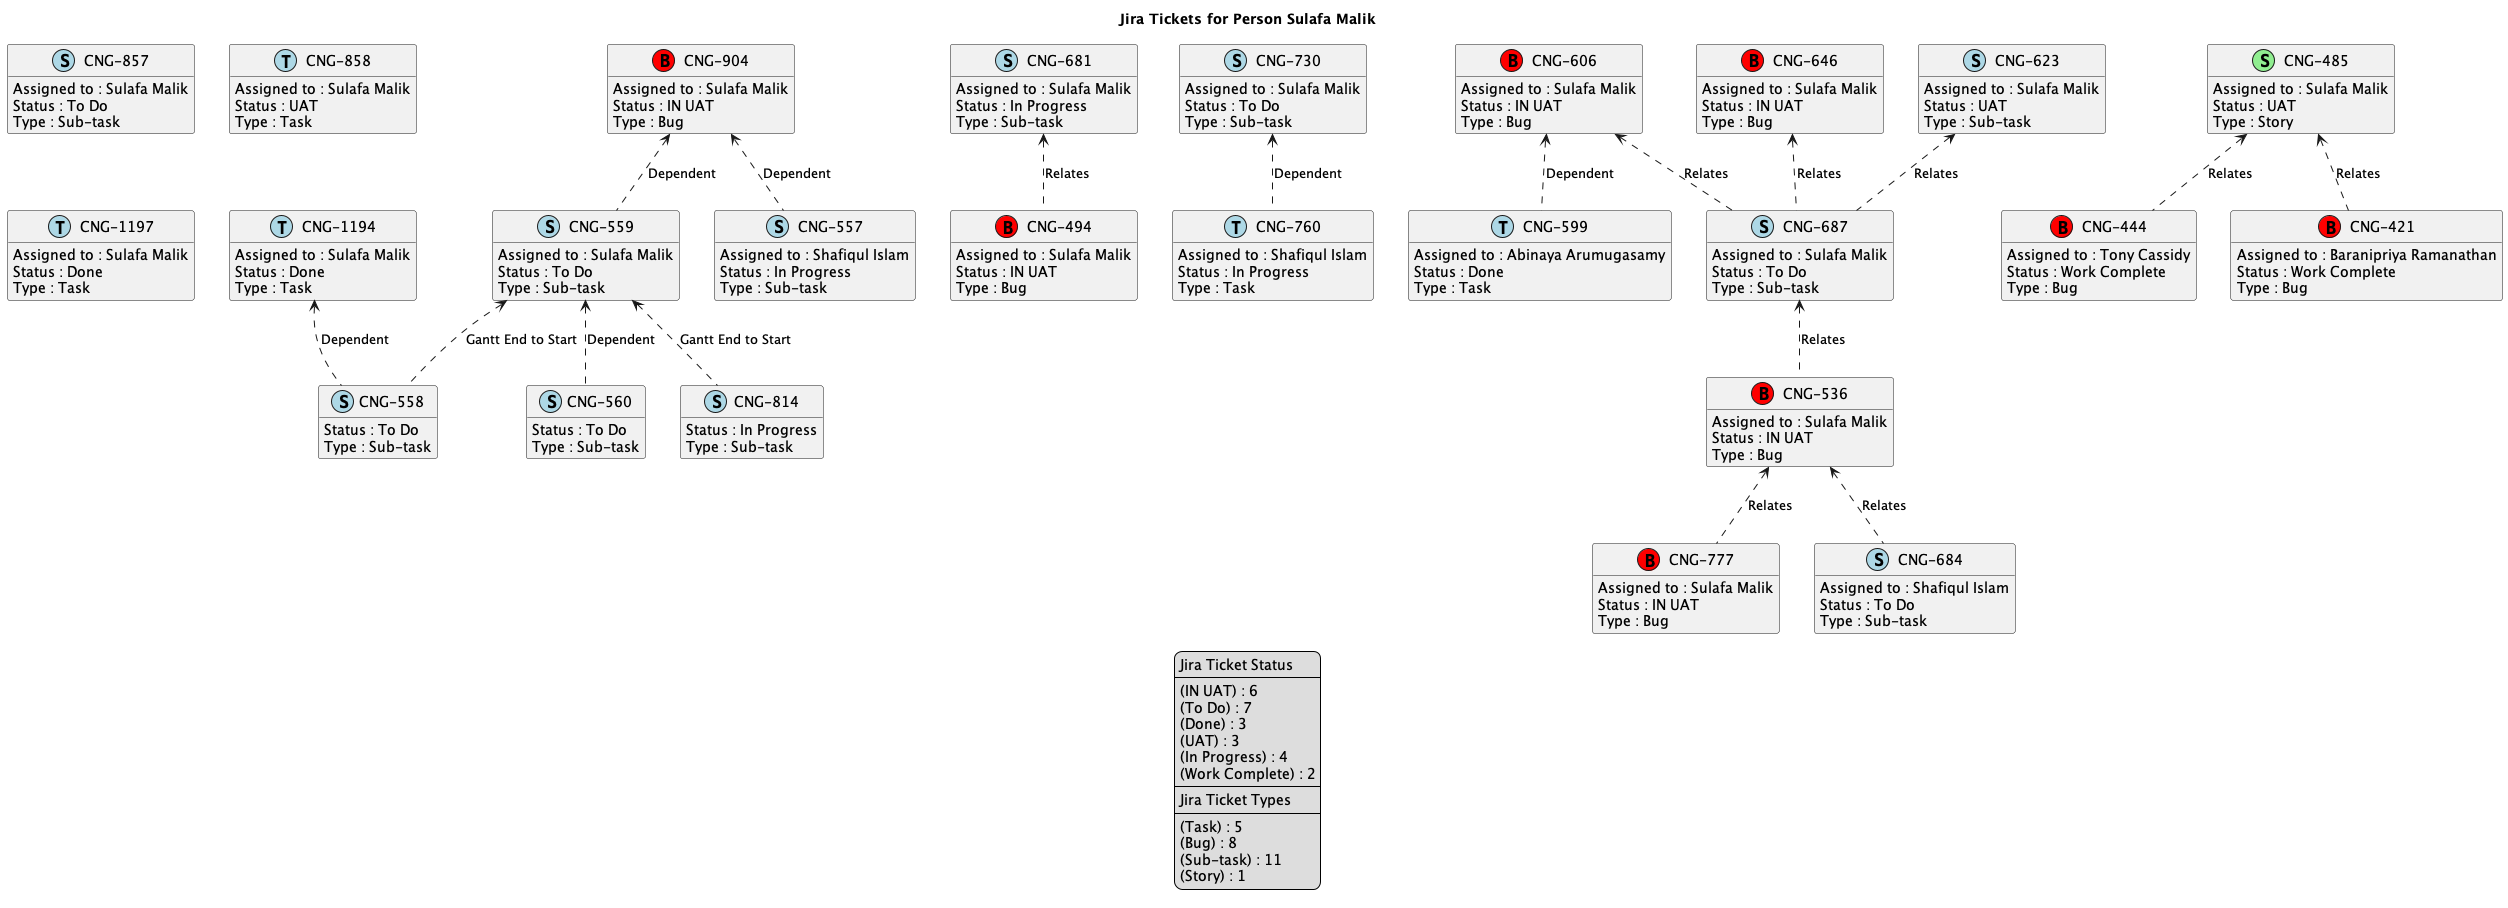 Jira Tickets for Person Sulafa Malik
S CNG-857
Assigned to : Sulafa Malik
Status : To Do
Type : Sub-task
T CNG-858
Assigned to : Sulafa Malik
Status : UAT
Type : Task
B CNG-904
Assigned to : Sulafa Malik
Status : IN UAT
Type : Bug
S CNG-681
Assigned to : Sulafa Malik
Status : In Progress
Type : Sub-task
S CNG-730
Assigned to : Sulafa Malik
Status : To Do
Type : Sub-task
B CNG-606
Assigned to : Sulafa Malik
Status : IN UAT
Type : Bug
B CNG-646
Assigned to : Sulafa Malik
Status : IN UAT
Type : Bug
S CNG-623
Assigned to : Sulafa Malik
Status : UAT
Type : Sub-task
S CNG-485
Assigned to : Sulafa Malik
Status : UAT
Type : Story
Dependent
Dependent
Relates
Dependent
Dependent
Relates
Relates
Relates
Relates
Relates
T CNG-1197
Assigned to : Sulafa Malik
Status : Done
Type : Task
T CNG-1194
Assigned to : Sulafa Malik
Status : Done
Type : Task
S CNG-559
Assigned to : Sulafa Malik
Status : To Do
Type : Sub-task
S CNG-557
Assigned to : Shafiqul Islam
Status : In Progress
Type : Sub-task
B CNG-494
Assigned to : Sulafa Malik
Status : IN UAT
Type : Bug
T CNG-760
Assigned to : Shafiqul Islam
Status : In Progress
Type : Task
T CNG-599
Assigned to : Abinaya Arumugasamy
Status : Done
Type : Task
S CNG-687
Assigned to : Sulafa Malik
Status : To Do
Type : Sub-task
B CNG-444
Assigned to : Tony Cassidy
Status : Work Complete
Type : Bug
B CNG-421
Assigned to : Baranipriya Ramanathan
Status : Work Complete
Type : Bug
Dependent
Gantt End to Start
Dependent
Gantt End to Start
Relates
S CNG-558
Status : To Do
Type : Sub-task
S CNG-560
Status : To Do
Type : Sub-task
S CNG-814
Status : In Progress
Type : Sub-task
B CNG-536
Assigned to : Sulafa Malik
Status : IN UAT
Type : Bug
Relates
Relates
B CNG-777
Assigned to : Sulafa Malik
Status : IN UAT
Type : Bug
S CNG-684
Assigned to : Shafiqul Islam
Status : To Do
Type : Sub-task
Jira Ticket Status
(IN UAT) : 6
(To Do) : 7
(Done) : 3
(UAT) : 3
(In Progress) : 4
(Work Complete) : 2
Jira Ticket Types
(Task) : 5
(Bug) : 8
(Sub-task) : 11
(Story) : 1